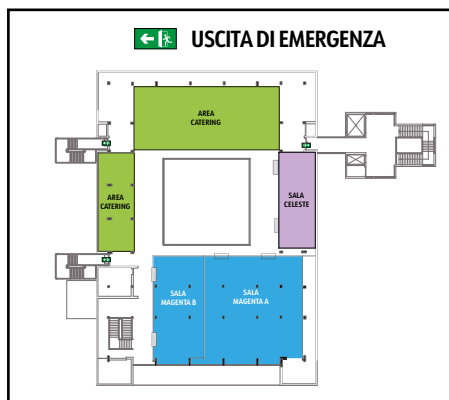 USCITA DI EMERGENZA
AREA
CATERING
AREA
CATERING
SALA
CELESTE
SALA
MAGENTA B
SALA
MAGENTA A